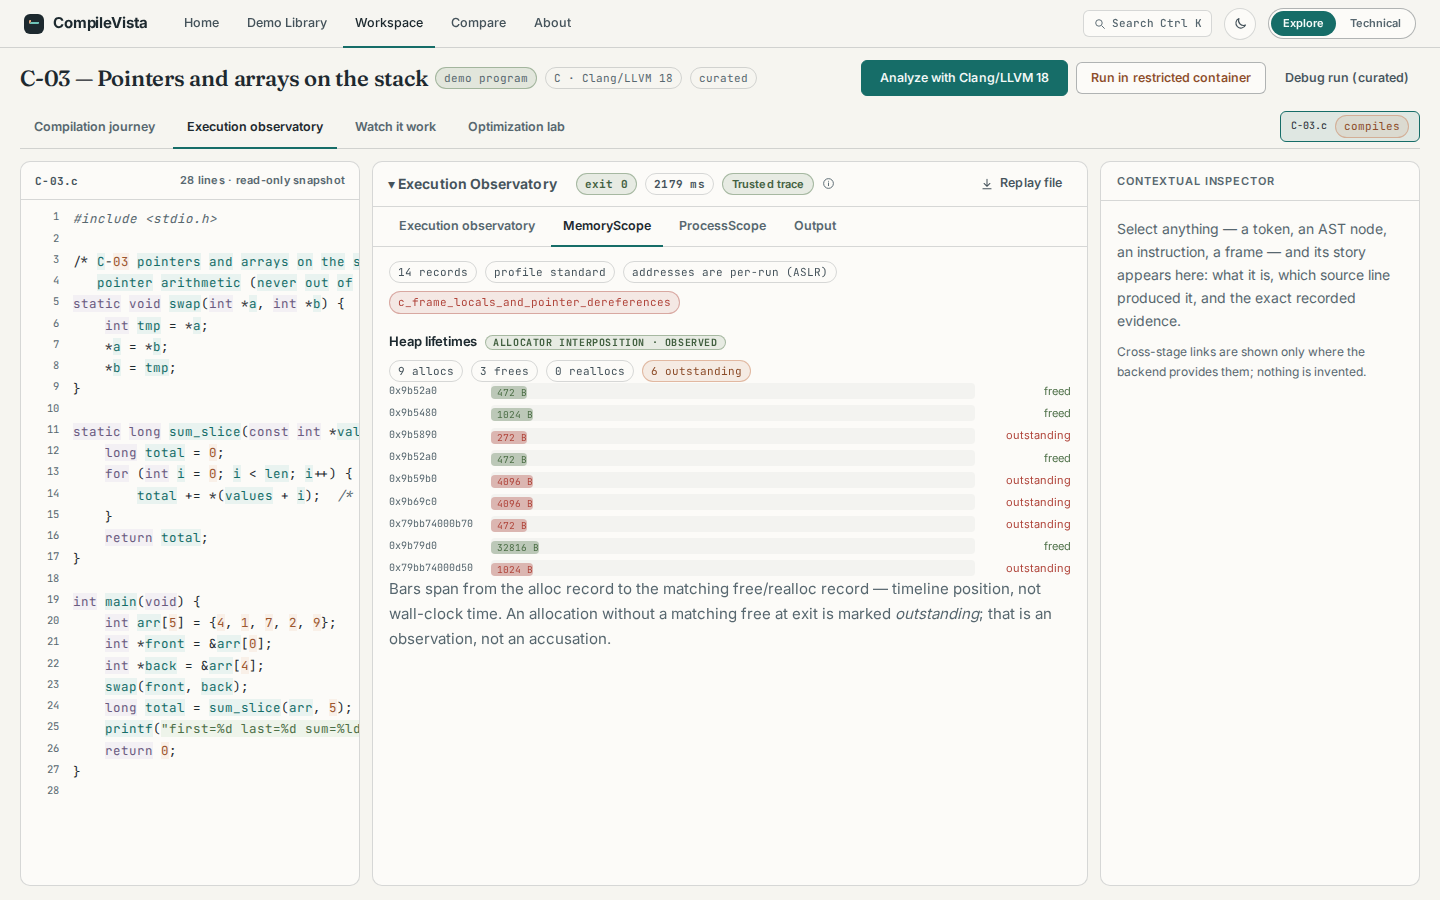 CompileVista
Home
Demo Library
Workspace
Compare
About
Search Ctrl K
Explore
Technical
C-03 — Pointers and arrays on the stack
demo program
C · Clang/LLVM 18
curated
Analyze with Clang/LLVM 18
Run in restricted container
Debug run (curated)
Compilation journey
Execution observatory
Watch it work
Optimization lab
C-03.c
compiles
C-03.c
28 lines · read-only snapshot
1 #include <stdio.h>
2
3 /* C-03 pointers and arrays on the s
4 pointer arithmetic (never out of
5 static void swap(int *a, int *b) {
6 int tmp = *a;
7 *a = *b;
8 *b = tmp;
9 }
10
11 static long sum_slice(const int *val
12 long total = 0;
13 for (int i = 0; i < len; i++) {
14 total += *(values + i); /*
15 }
16 return total;
17 }
18
19 int main(void) {
20 int arr[5] = {4, 1, 7, 2, 9};
21 int *front = &arr[0];
22 int *back = &arr[4];
23 swap(front, back);
24 long total = sum_slice(arr, 5);
25 printf("first=%d last=%d sum=%ld
26 return 0;
27 }
28
▾ Execution Observatory
exit 0
2179 ms
Trusted trace
Replay file
Execution observatory
MemoryScope
ProcessScope
Output
14 records
profile standard
addresses are per-run (ASLR)
c_frame_locals_and_pointer_dereferences
Heap lifetimes
ALLOCATOR INTERPOSITION · OBSERVED
9 allocs
3 frees
0 reallocs
6 outstanding
0x9b52a0 472 B freed
0x9b5480 1024 B freed
0x9b5890 272 B outstanding
0x9b52a0 472 B freed
0x9b59b0 4096 B outstanding
0x9b69c0 4096 B outstanding
0x79bb74000b70 472 B outstanding
0x9b79d0 32816 B freed
0x79bb74000d50 1024 B outstanding
Bars span from the alloc record to the matching free/realloc record — timeline position, not
wall-clock time. An allocation without a matching free at exit is marked outstanding; that is an
observation, not an accusation.
CONTEXTUAL INSPECTOR
Select anything — a token, an AST node,
an instruction, a frame — and its story
appears here: what it is, which source line
produced it, and the exact recorded
evidence.
Cross-stage links are shown only where the
backend provides them; nothing is invented.